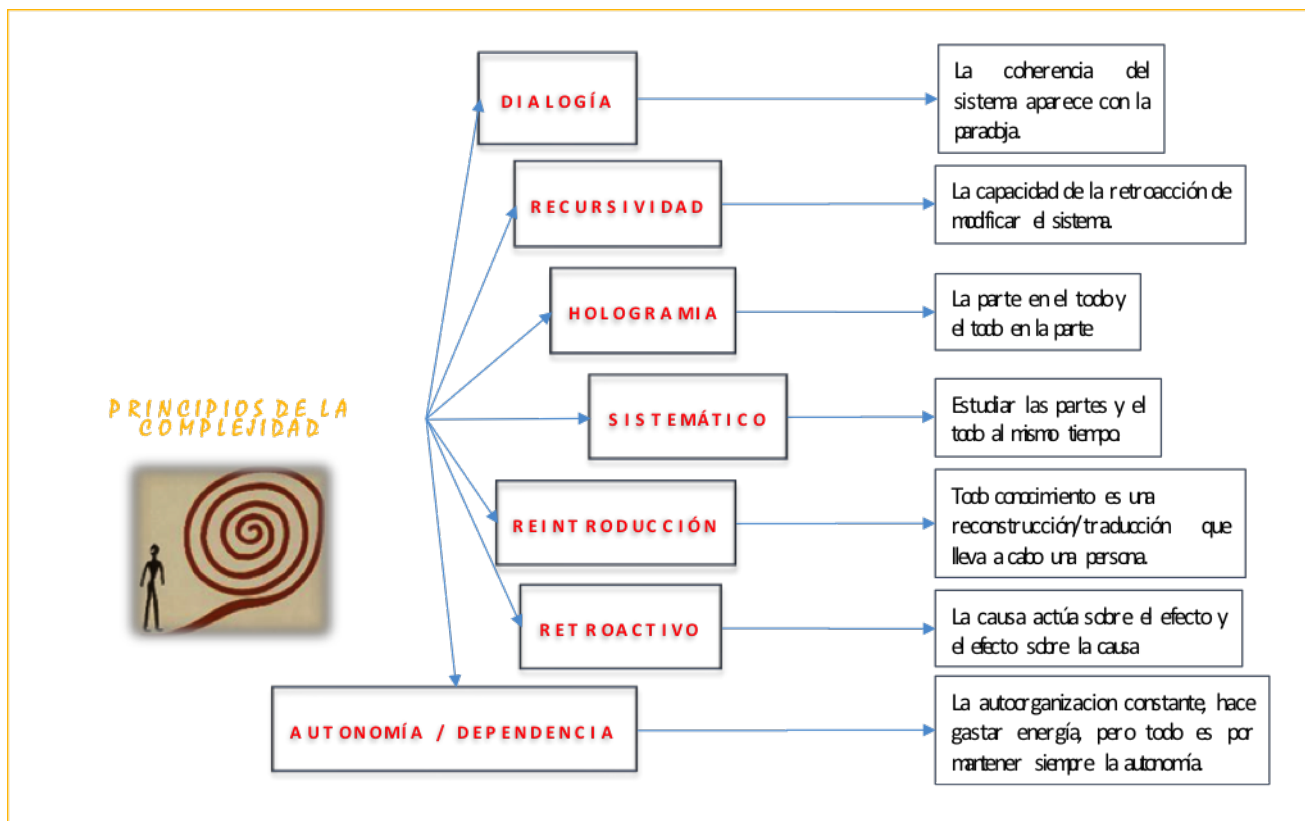 PRINCIPIOS DE LA
COMPLEJIDAD
DIALOGÍA
La coherencia del
sistema aparece con la
paradoja.
RECURSIVIDAD
La capacidad de la retroacción de
modificar el sistema.
HOLOGRAMIA
La parte en el todo y
el todo en la parte
SISTEMÁTICO
Estudiar las partes y el
todo al mismo tiempo.
REINTRODUCCIÓN
Todo conocimiento es una
reconstrucción/traducción que
lleva a cabo una persona.
RETROACTIVO
La causa actúa sobre el efecto y
el efecto sobre la causa
AUTONOMÍA / DEPENDENCIA
La autoorganizacion constante, hace
gastar energía, pero todo es por
mantener siempre la autonomía.